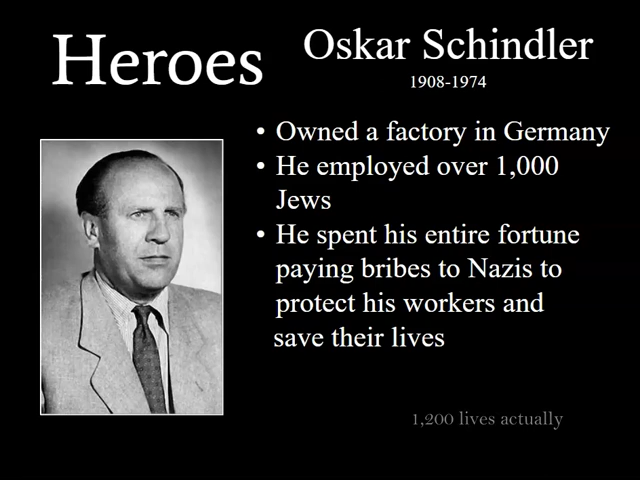 Heroes
Oskar Schindler
1908-1974
• Owned a factory in Germany
• He employed over 1,000
Jews
• He spent his entire fortune
paying bribes to Nazis to
protect his workers and
save their lives
1,200 lives actually